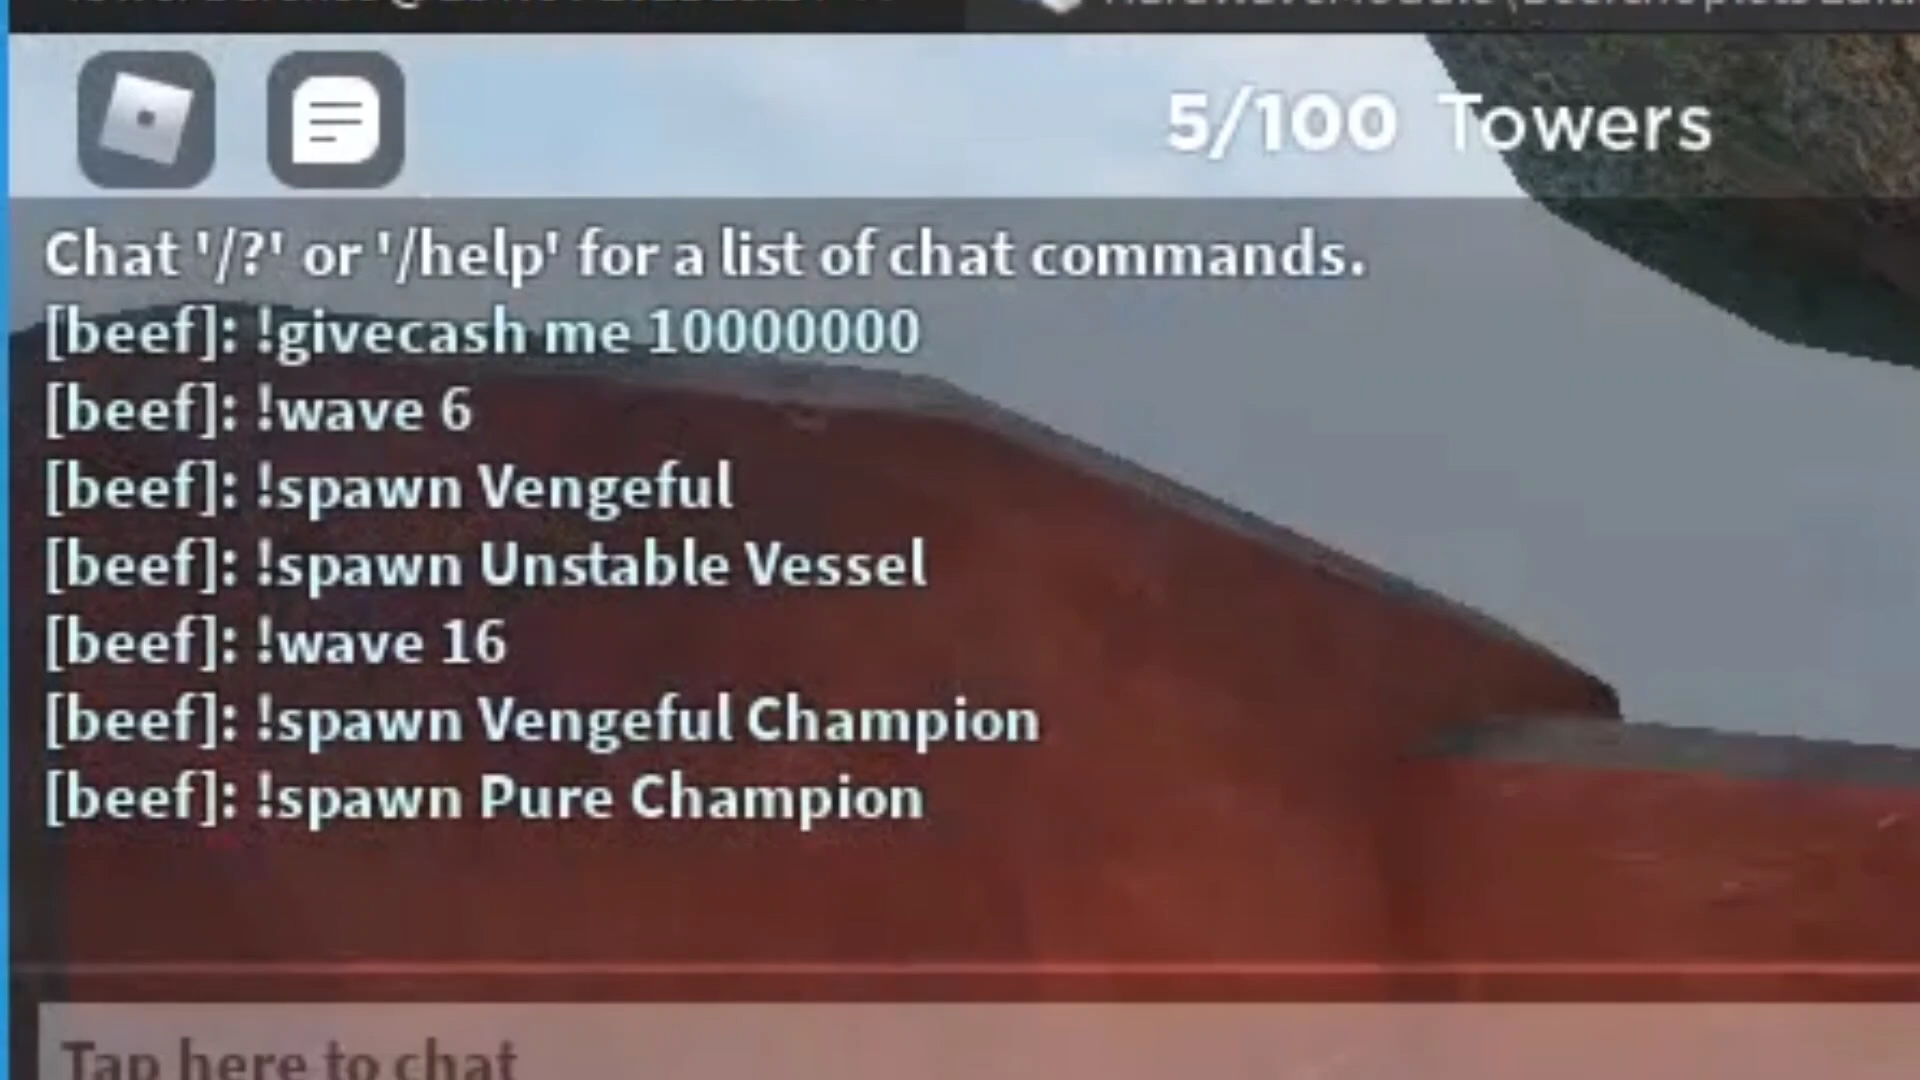 5/100 Towers
Chat '/?' or '/help' for a list of chat commands.
[beef]: !givecash me 10000000
[beef]: !wave 6
[beef]: !spawn Vengeful
[beef]: !spawn Unstable Vessel
[beef]: !wave 16
[beef]: !spawn Vengeful Champion
[beef]: !spawn Pure Champion
Tap here to chat